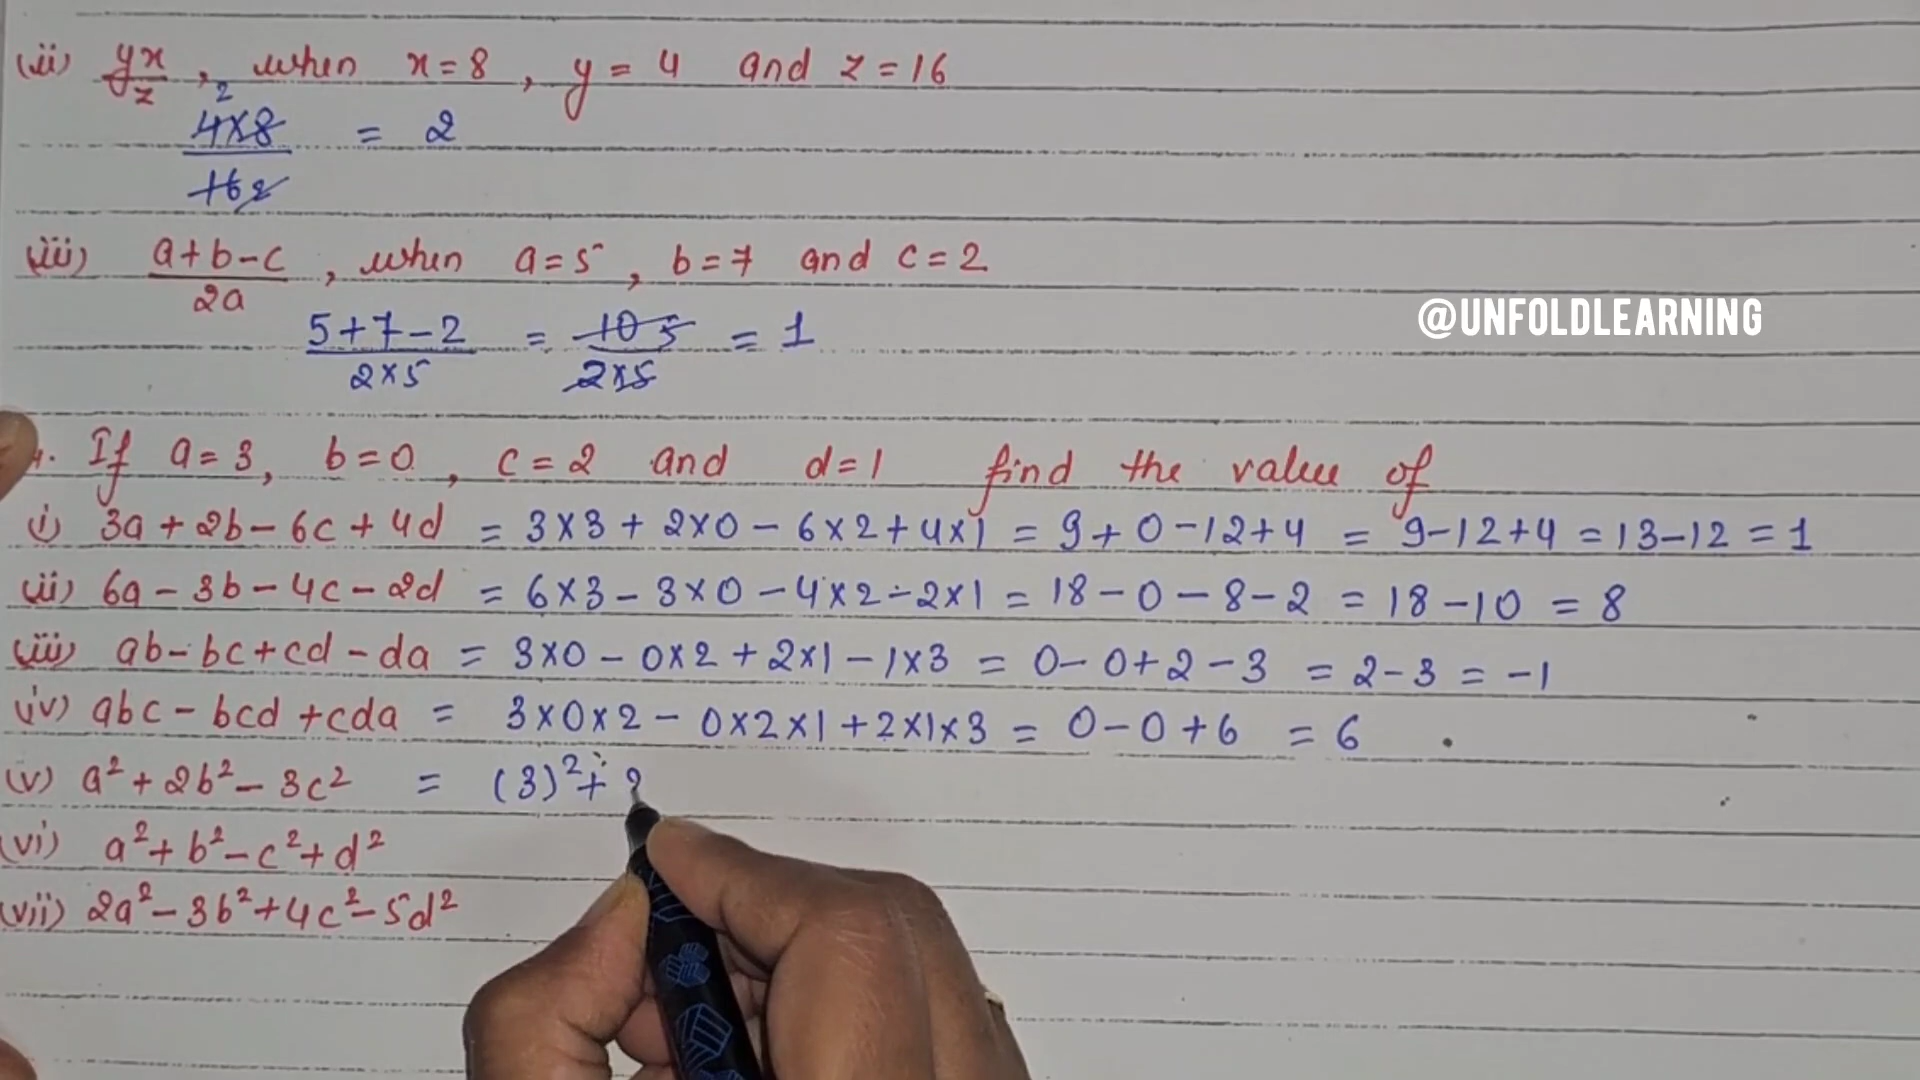 (ii) yx/z , when x=8 , y=4 and z=16
4×8/16 2 2 = 2
(iii) a+b-c/2a , when a=5 , b=7 and c=2
5+7-2/2×5 = 10 5/2×5 = 1
@UNFOLDLEARNING
If a=3, b=0, c=2 and d=1 find the value of
(i) 3a+2b-6c+4d = 3×3+2×0-6×2+4×1 = 9+0-12+4 = 9-12+4 = 13-12 = 1
(ii) 6a-3b-4c-2d = 6×3-3×0-4×2-2×1 = 18-0-8-2 = 18-10 = 8
(iii) ab-bc+cd-da = 3×0-0×2+2×1-1×3 = 0-0+2-3 = 2-3 = -1
(iv) abc-bcd+cda = 3×0×2-0×2×1+2×1×3 = 0-0+6 = 6
(v) a²+2b²-3c² = (3)²+
(vi) a²+b²-c²+d²
(vii) 2a²-3b²+4c²-5d²